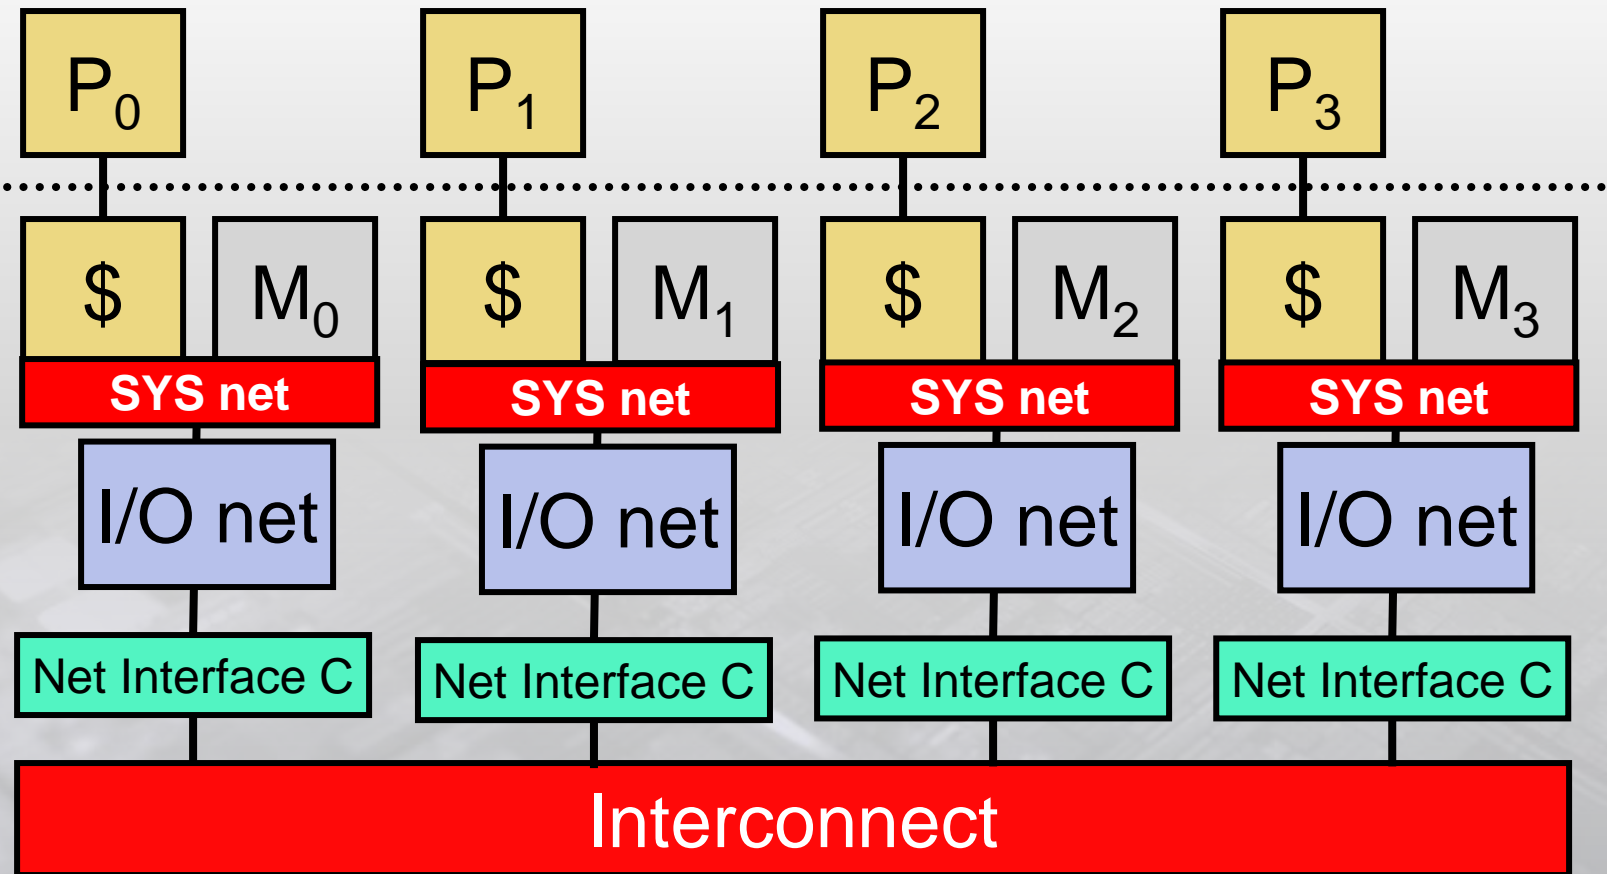 P0 P1 P2 P3
$ M0 $ M1 $ M2 $ M3
SYS net SYS net SYS net SYS net
I/O net I/O net I/O net I/O net
Net Interface C Net Interface C Net Interface C Net Interface C
Interconnect